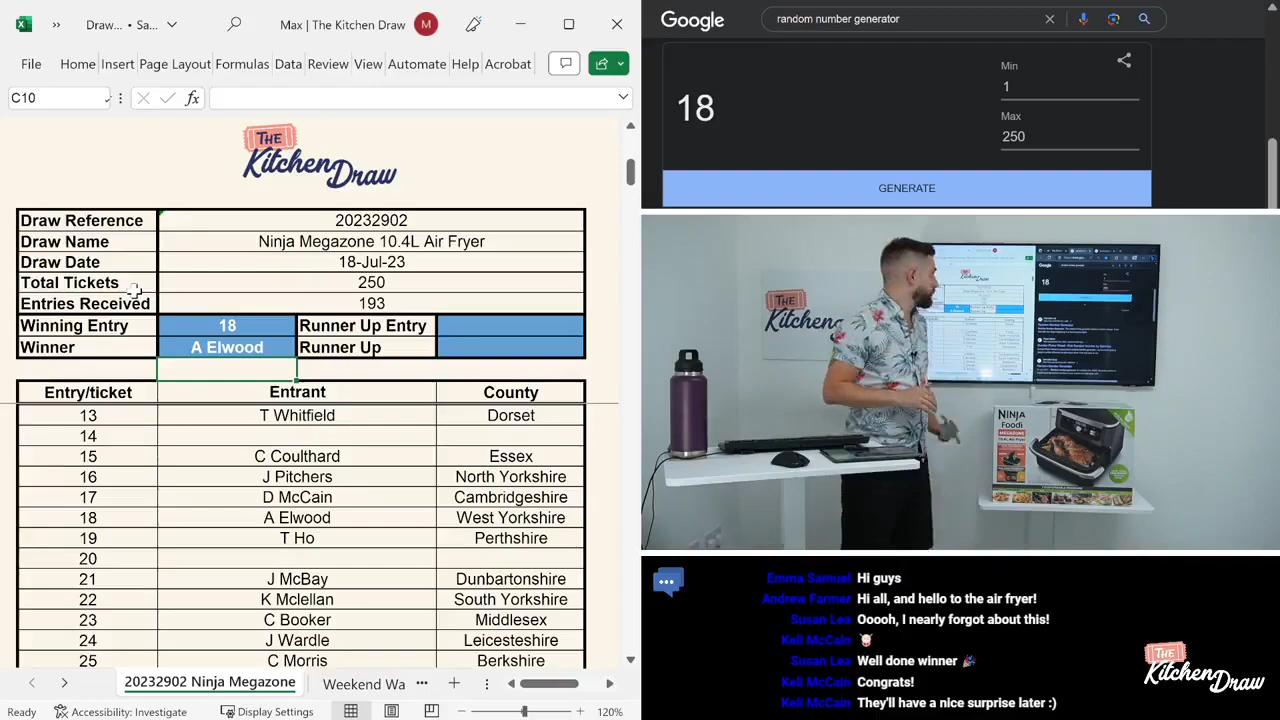 Draw... • Sa...
Max | The Kitchen Draw
M
File Home Insert Page Layout Formulas Data Review View Automate Help Acrobat
C10
fx
THE
Kitchen Draw
Draw Reference 20232902
Draw Name Ninja Megazone 10.4L Air Fryer
Draw Date 18-Jul-23
Total Tickets 250
Entries Received 193
Winning Entry 18 Runner Up Entry
Winner A Elwood Runner Up
Entry/ticket Entrant County
13 T Whitfield Dorset
14
15 C Coulthard Essex
16 J Pitchers North Yorkshire
17 D McCain Cambridgeshire
18 A Elwood West Yorkshire
19 T Ho Perthshire
20
21 J McBay Dunbartonshire
22 K Mclellan South Yorkshire
23 C Booker Middlesex
24 J Wardle Leicesteshire
25 C Morris Berkshire
20232902 Ninja Megazone
Weekend Wa
Ready Accessibility: Investigate Display Settings 120%
Google random number generator
18
Min
1
Max
250
GENERATE
THE
Kitchen
18
NINJA
Foodi
MEGAZONE
Emma Samuel Hi guys
Andrew Farmer Hi all, and hello to the air fryer!
Susan Lea Ooooh, I nearly forgot about this!
Kell McCain
Susan Lea Well done winner 🎉
Kell McCain Congrats!
Kell McCain They'll have a nice surprise later :)
THE
Kitchen Draw